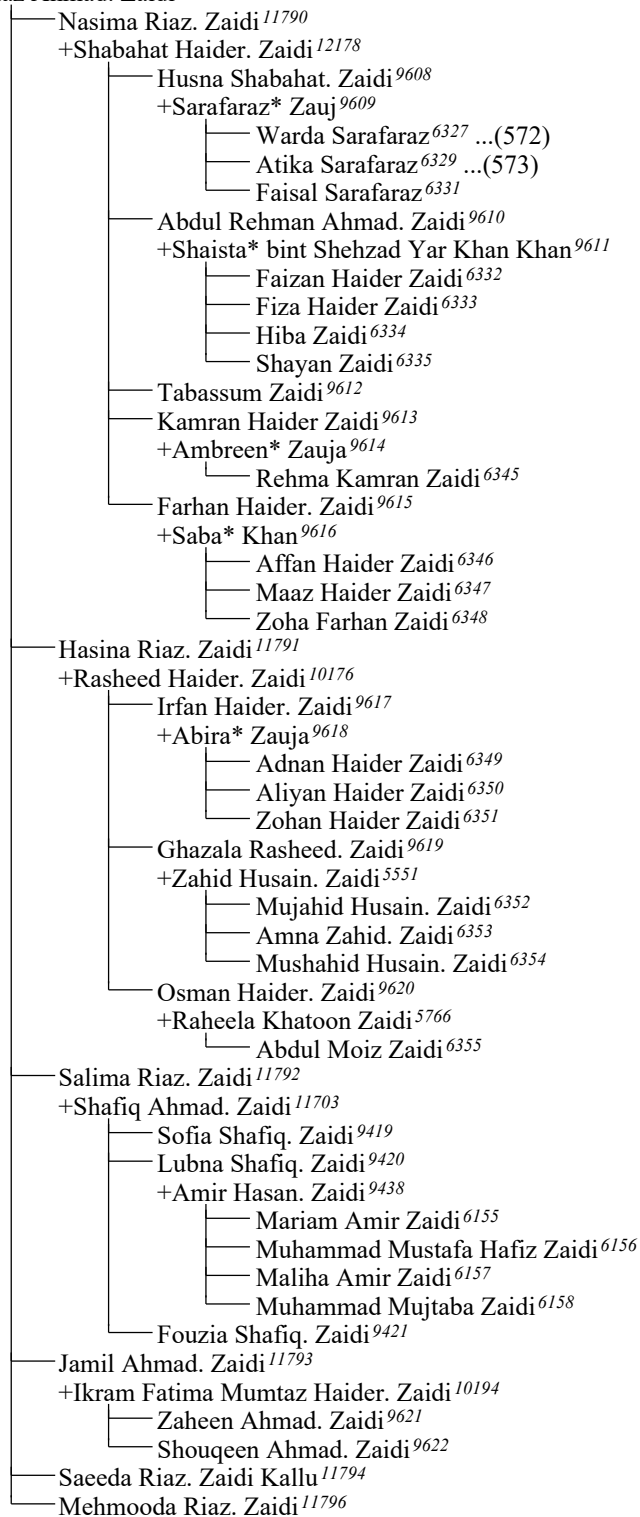 Nasima Riaz. Zaidi 11790
+Shabahat Haider. Zaidi 12178
Husna Shabahat. Zaidi 9608
+Sarafaraz* Zauj 9609
Warda Sarafaraz 6327 ...(572)
Atika Sarafaraz 6329 ...(573)
Faisal Sarafaraz 6331
Abdul Rehman Ahmad. Zaidi 9610
+Shaista* bint Shehzad Yar Khan Khan 9611
Faizan Haider Zaidi 6332
Fiza Haider Zaidi 6333
Hiba Zaidi 6334
Shayan Zaidi 6335
Tabassum Zaidi 9612
Kamran Haider Zaidi 9613
+Ambreen* Zauja 9614
Rehma Kamran Zaidi 6345
Farhan Haider. Zaidi 9615
+Saba* Khan 9616
Affan Haider Zaidi 6346
Maaz Haider Zaidi 6347
Zoha Farhan Zaidi 6348
Hasina Riaz. Zaidi 11791
+Rasheed Haider. Zaidi 10176
Irfan Haider. Zaidi 9617
+Abira* Zauja 9618
Adnan Haider Zaidi 6349
Aliyan Haider Zaidi 6350
Zohan Haider Zaidi 6351
Ghazala Rasheed. Zaidi 9619
+Zahid Husain. Zaidi 5551
Mujahid Husain. Zaidi 6352
Amna Zahid. Zaidi 6353
Mushahid Husain. Zaidi 6354
Osman Haider. Zaidi 9620
+Raheela Khatoon Zaidi 5766
Abdul Moiz Zaidi 6355
Salima Riaz. Zaidi 11792
+Shafiq Ahmad. Zaidi 11703
Sofia Shafiq. Zaidi 9419
Lubna Shafiq. Zaidi 9420
+Amir Hasan. Zaidi 9438
Mariam Amir Zaidi 6155
Muhammad Mustafa Hafiz Zaidi 6156
Maliha Amir Zaidi 6157
Muhammad Mujtaba Zaidi 6158
Fouzia Shafiq. Zaidi 9421
Jamil Ahmad. Zaidi 11793
+Ikram Fatima Mumtaz Haider. Zaidi 10194
Zaheen Ahmad. Zaidi 9621
Shouqeen Ahmad. Zaidi 9622
Saeeda Riaz. Zaidi Kallu 11794
Mehmooda Riaz. Zaidi 11796